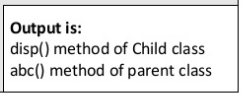 Output is:
disp() method of Child class
abc() method of parent class